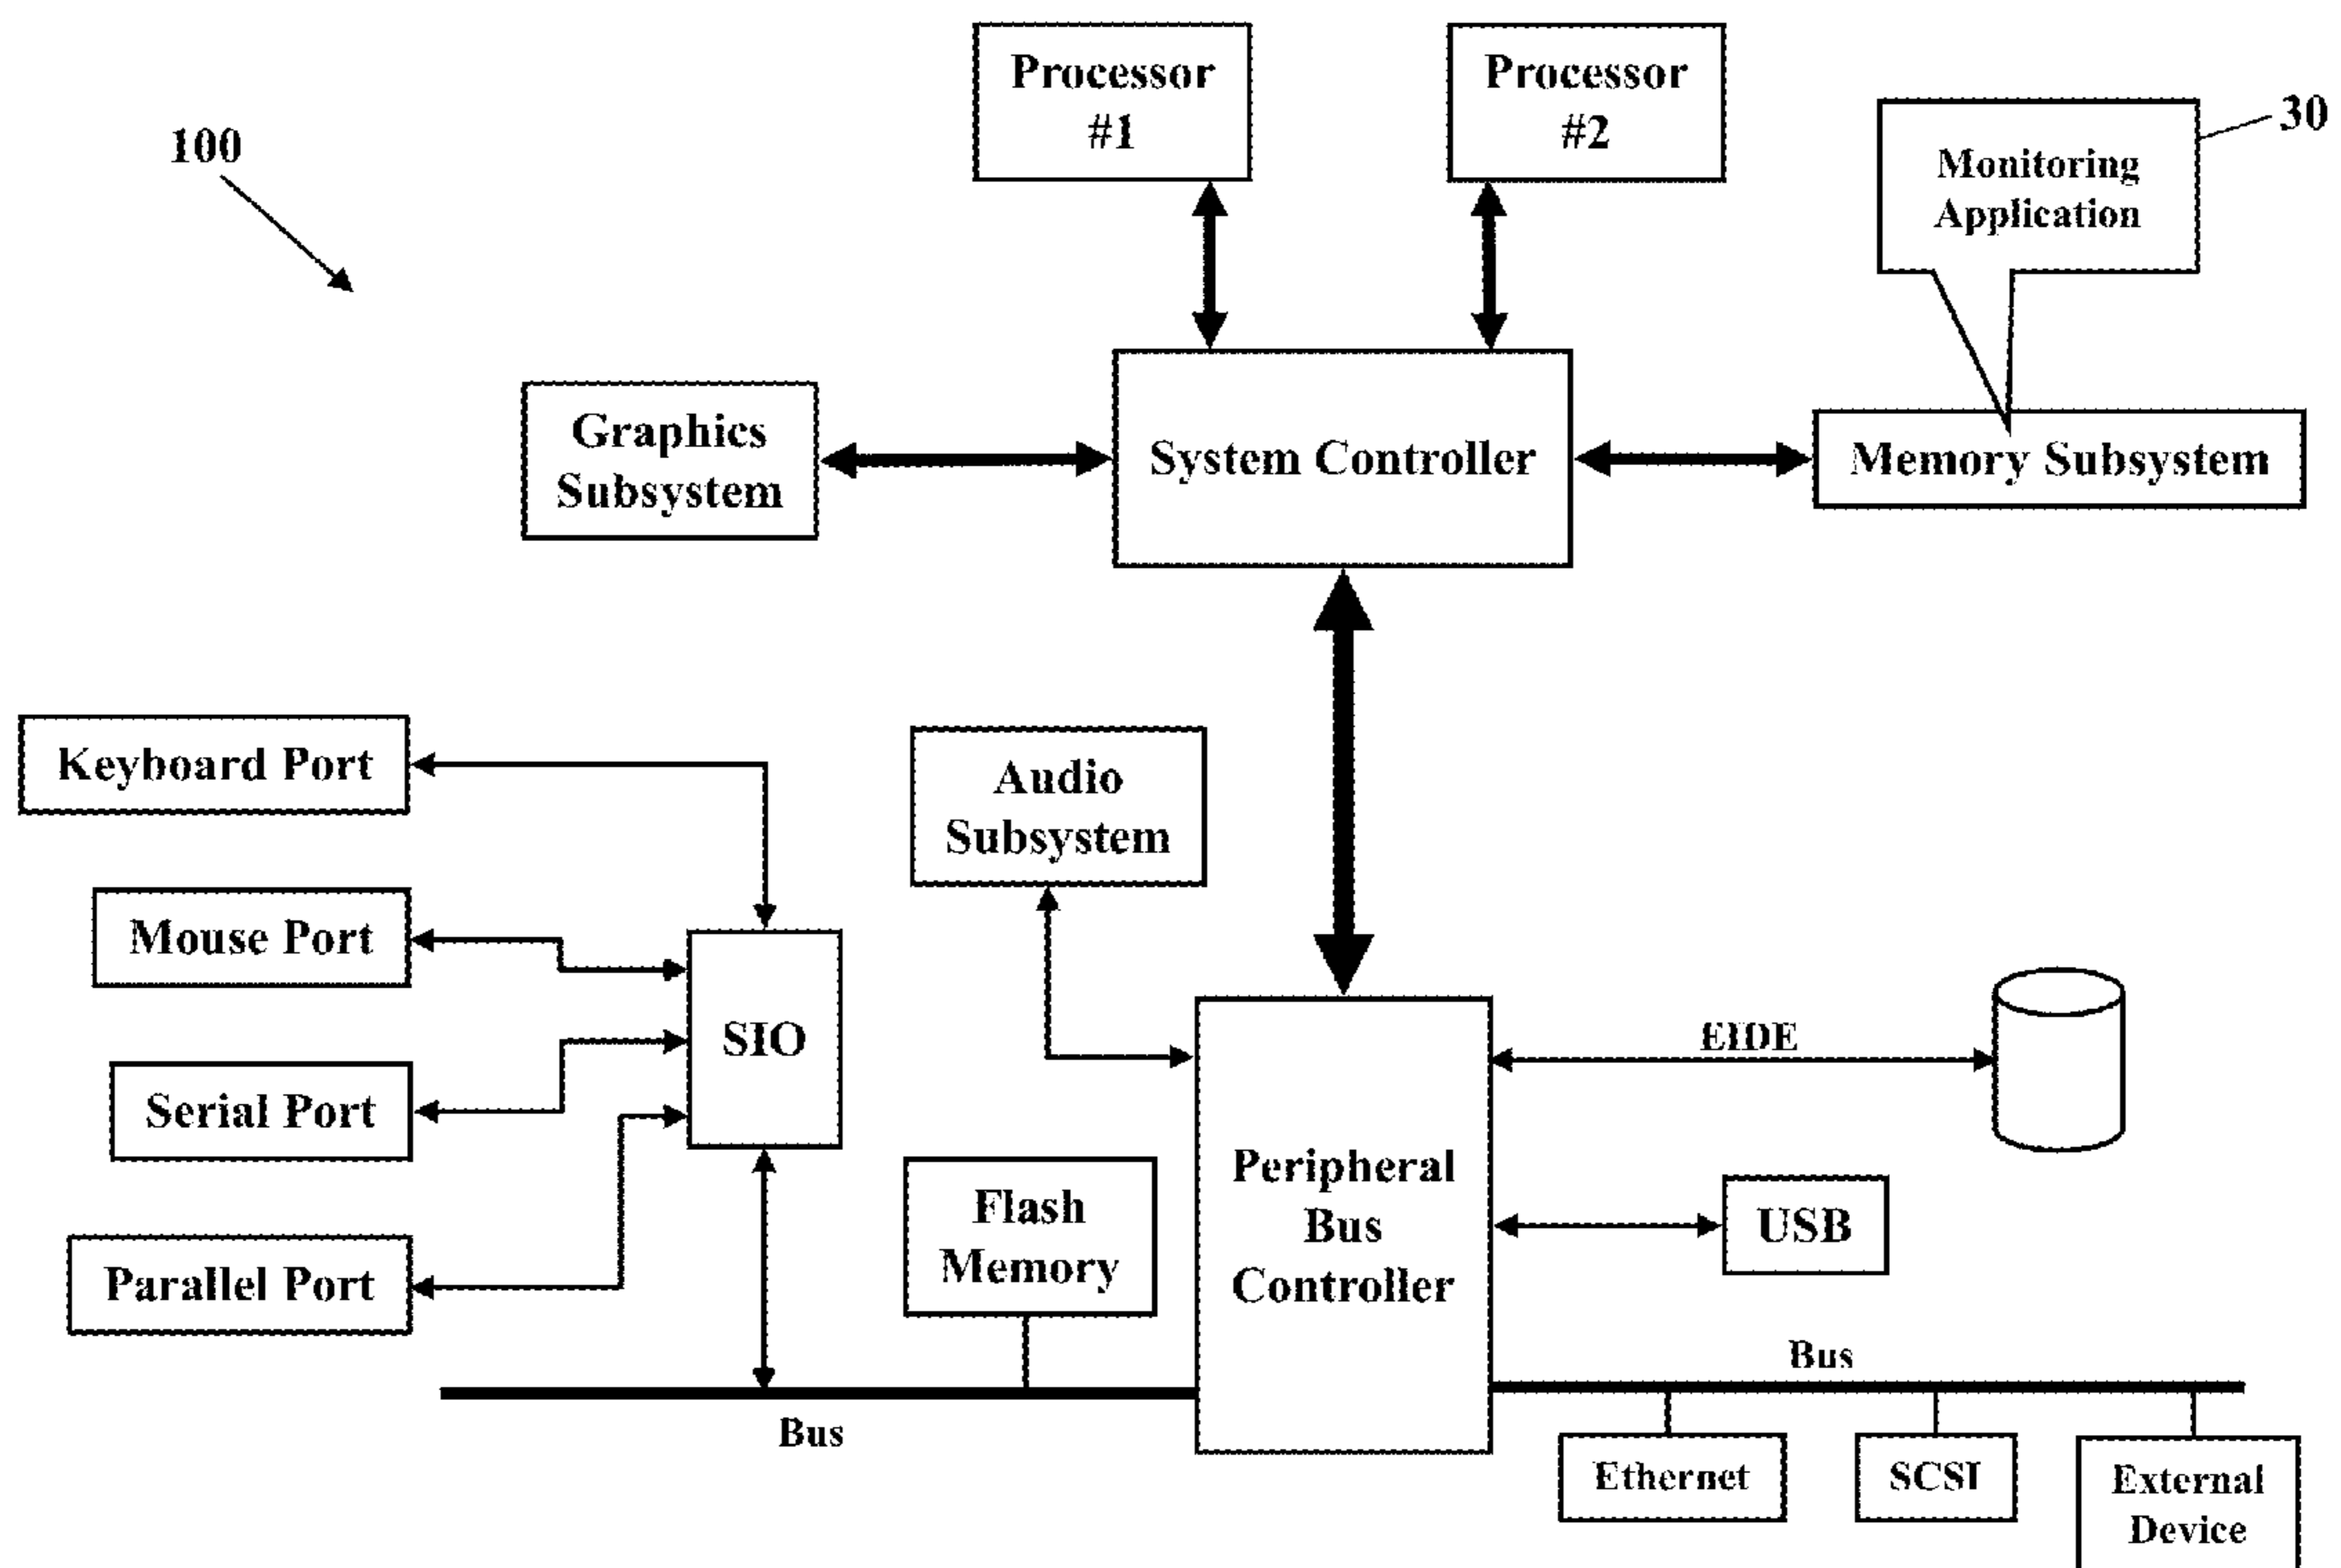 Processor
#1
Processor
#2
30
Monitoring
Application
100
Graphics
Subsystem
System Controller
Memory Subsystem
Keyboard Port
Audio
Subsystem
Mouse Port
SIO
EIDE
Serial Port
Peripheral
Bus
Controller
Flash
Memory
USB
Parallel Port
Bus
Bus
Ethernet
SCSI
External
Device